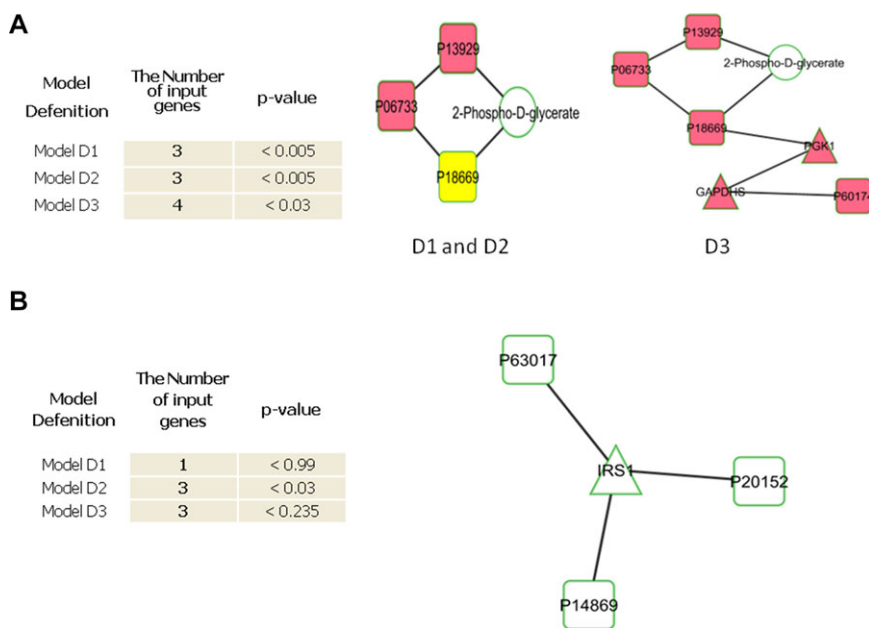 A
Model
Defenition
The Number
of input
genes
p-value
Model D1 3 < 0.005
Model D2 3 < 0.005
Model D3 4 < 0.03
P13929
P06733
2-Phospho-D-glycerate
P18669
D1 and D2
P13929
2-Phospho-D-glycerate
P06733
P18669
PGK1
GAPDHS
P60174
D3
B
Model
Defenition
The Number
of input
genes
p-value
Model D1 1 < 0.99
Model D2 3 < 0.03
Model D3 3 < 0.235
P63017
IRS1
P20152
P14869